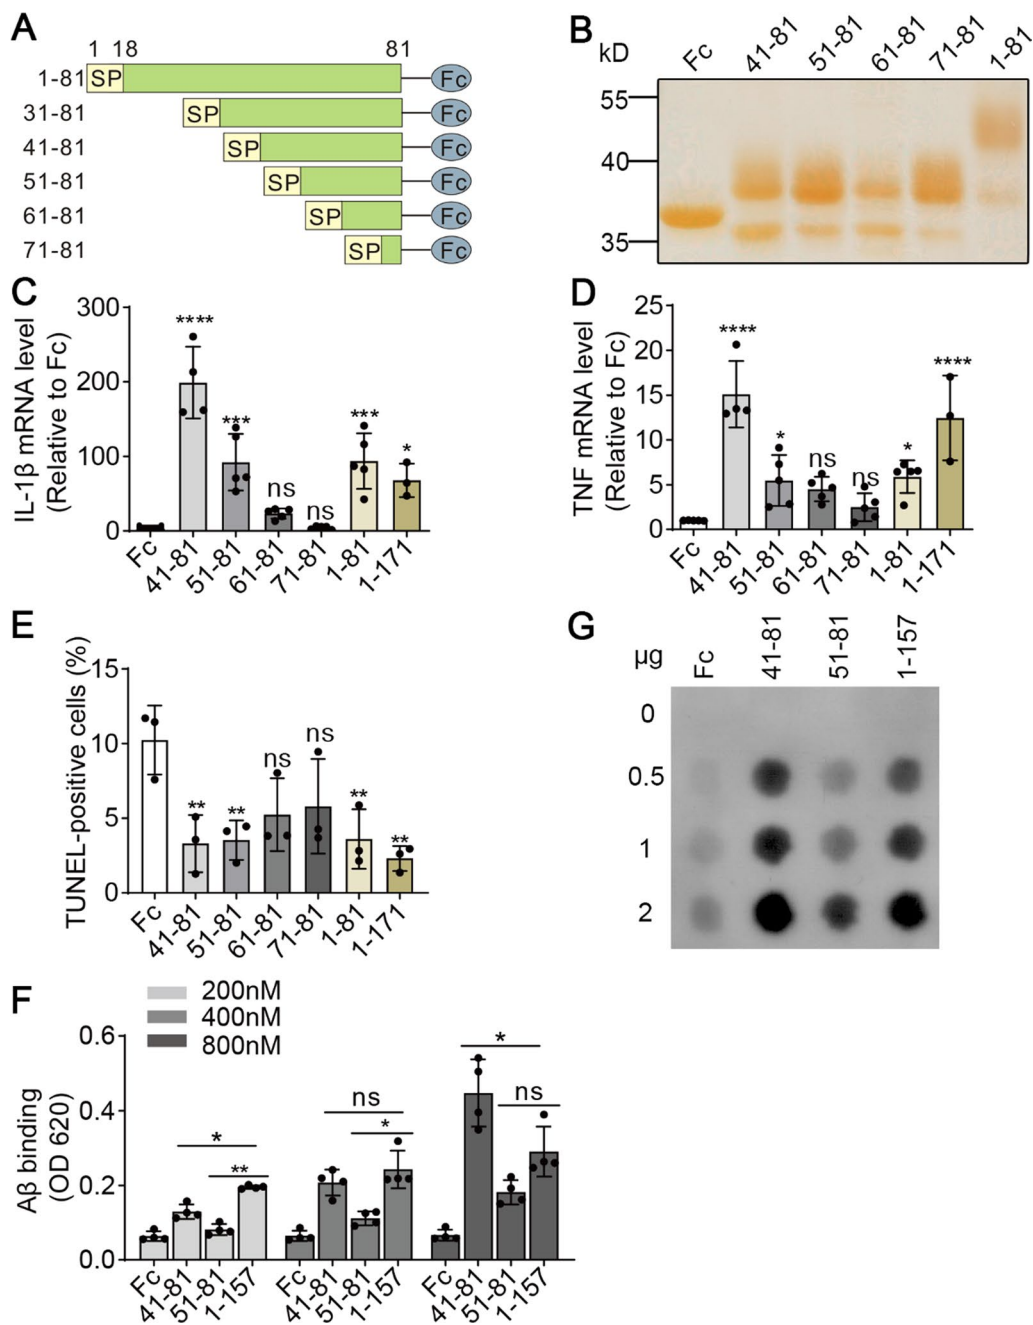 A
1 18 81
1-81 SP Fc
31-81 SP Fc
41-81 SP Fc
51-81 SP Fc
61-81 SP Fc
71-81 SP Fc
B
kD Fc 41-81 51-81 61-81 71-81 1-81
55
40
35
C
IL-1β mRNA level
(Relative to Fc)
300
200
100
0
**** *** ns ns *** *
Fc 41-81 51-81 61-81 71-81 1-81 1-171
D
TNF mRNA level
(Relative to Fc)
25
20
15
10
5
0
**** * ns ns * ****
Fc 41-81 51-81 61-81 71-81 1-81 1-171
E
TUNEL-positive cells (%)
15
10
5
0
** ** ns ns ** **
Fc 41-81 51-81 61-81 71-81 1-81 1-171
G
µg Fc 41-81 51-81 1-157
0
0.5
1
2
F
200nM
400nM
800nM
Aβ binding
(OD 620)
0.6
0.4
0.2
0.0
* ** ns * * ns
Fc 41-81 51-81 1-157 Fc 41-81 51-81 1-157 Fc 41-81 51-81 1-157